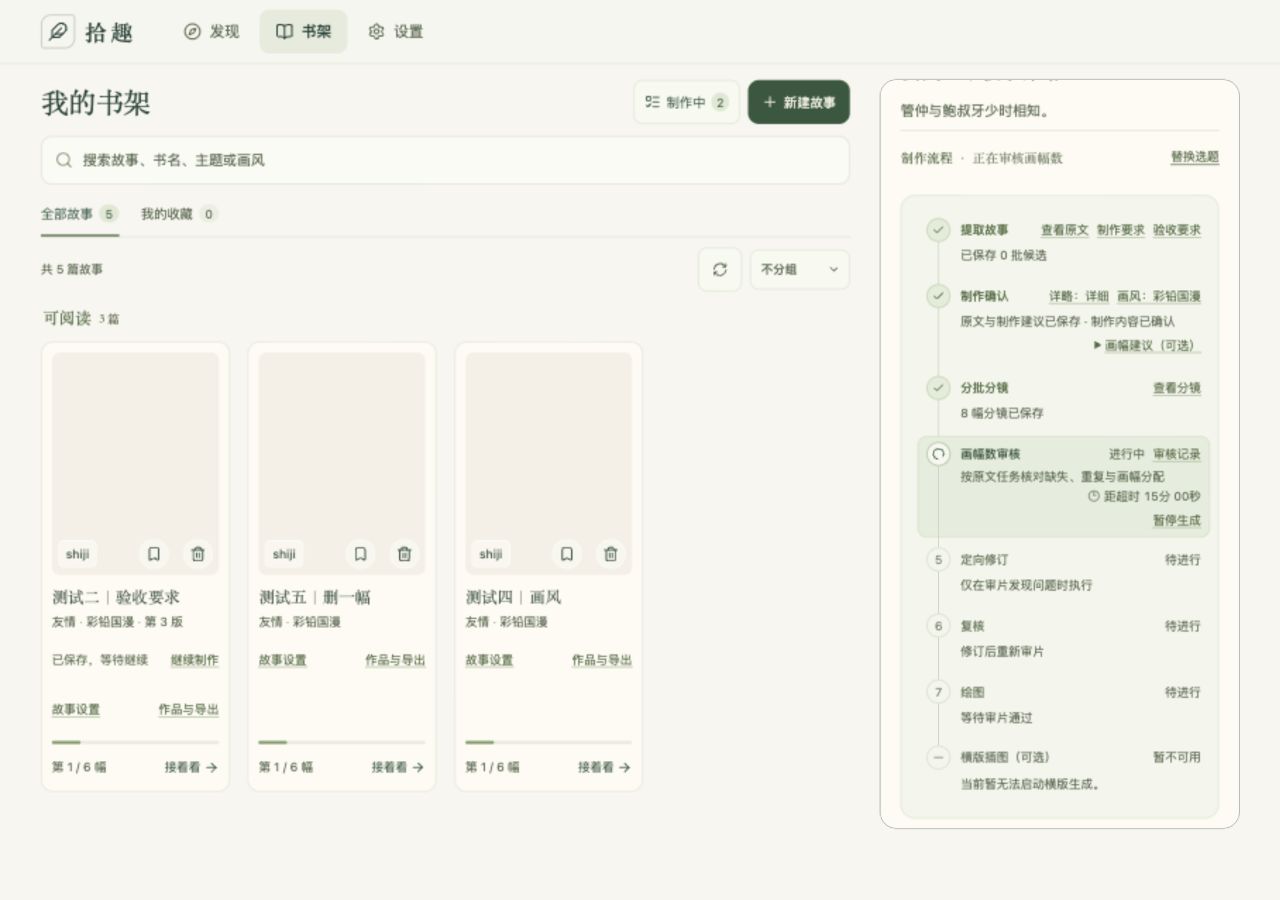 拾趣
发现
书架
设置
我的书架
制作中 2
新建故事
搜索故事、书名、主题或画风
全部故事 5
我的收藏 0
共 5 篇故事
不分组
可阅读 3 篇
shiji
测试二｜验收要求
友情 · 彩铅国漫 · 第 3 版
已保存，等待继续 继续制作
故事设置 作品与导出
第 1 / 6 幅 接着看 →
shiji
测试五｜删一幅
友情 · 彩铅国漫
故事设置 作品与导出
第 1 / 6 幅 接着看 →
shiji
测试四｜画风
友情 · 彩铅国漫
故事设置 作品与导出
第 1 / 6 幅 接着看 →
管仲与鲍叔牙少时相知。
制作流程 · 正在审核画幅数 替换选题
提取故事 查看原文 制作要求 验收要求
已保存 0 批候选
制作确认 详略：详细 画风：彩铅国漫
原文与制作建议已保存 · 制作内容已确认
▶ 画幅建议（可选）
分批分镜 查看分镜
8 幅分镜已保存
画幅数审核 进行中 审核记录
按原文任务核对缺失、重复与画幅分配
距超时 15分 00秒
暂停生成
5 定向修订 待进行
仅在审片发现问题时执行
6 复核 待进行
修订后重新审片
7 绘图 待进行
等待审片通过
横版插图（可选） 暂不可用
当前暂无法启动横版生成。